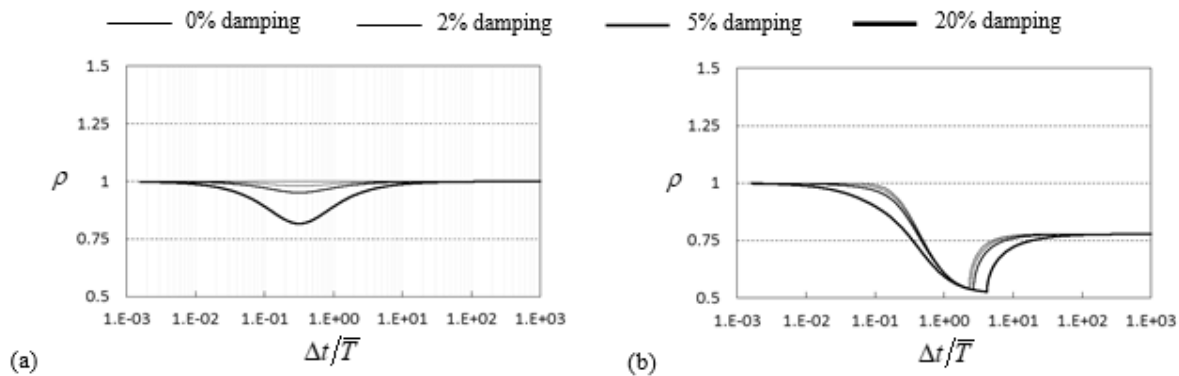 0% damping 2% damping 5% damping 20% damping
1.5 1.5
1.25 1.25
ρ 1 ρ 1
0.75 0.75
0.5 0.5
1.E-03 1.E-02 1.E-01 1.E+00 1.E+01 1.E+02 1.E+03 1.E-03 1.E-02 1.E-01 1.E+00 1.E+01 1.E+02 1.E+03
(a) Δt/T̅ (b) Δt/T̅